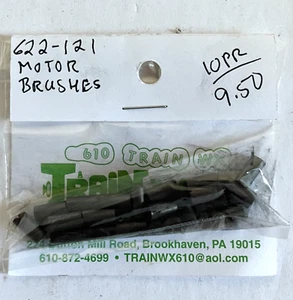 622-121
MOTOR
BRUSHES
10PR
9.50
610 TRAIN
TRAIN
Mill Road, Brookhaven, PA 19015
610-872-4699 • TRAINWX610@aol.com